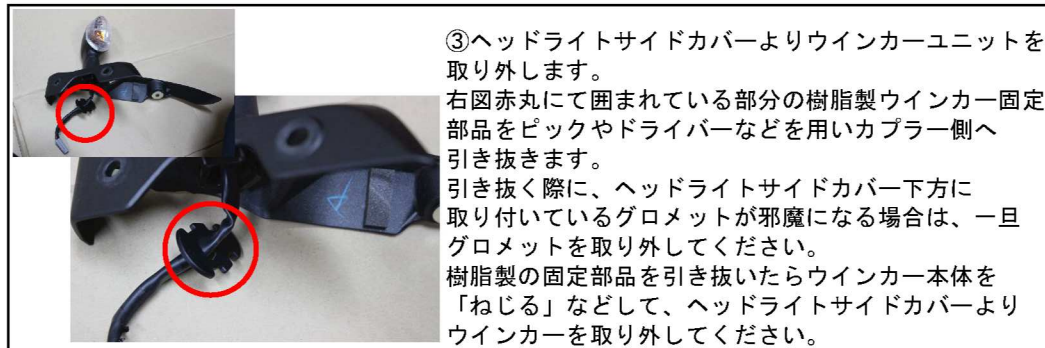 ③ヘッドライトサイドカバーよりウインカーユニットを
取り外します。
右図赤丸にて囲まれている部分の樹脂製ウインカー固定
部品をピックやドライバーなどを用いカプラー側へ
引き抜きます。
引き抜く際に、ヘッドライトサイドカバー下方に
取り付いているグロメットが邪魔になる場合は、一旦
グロメットを取り外してください。
樹脂製の固定部品を引き抜いたらウインカー本体を
「ねじる」などして、ヘッドライトサイドカバーより
ウインカーを取り外してください。